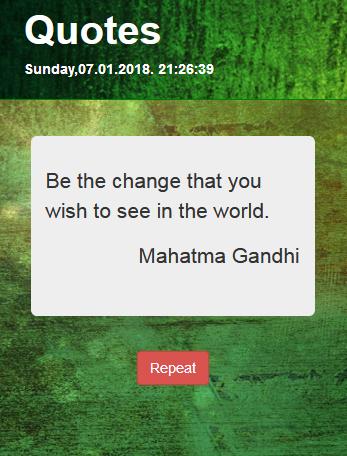 Quotes
Sunday,07.01.2018. 21:26:39
Be the change that you
wish to see in the world.
Mahatma Gandhi
Repeat